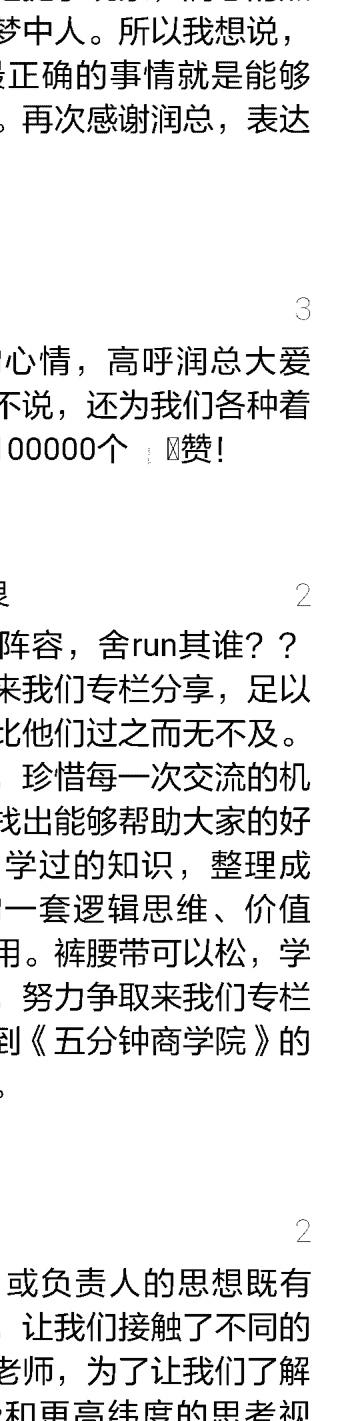 梦中人。所以我想说，
最正确的事情就是能够
。再次感谢润总，表达
3
心情，高呼润总大爱
不说，还为我们各种着
100000个 赞！
2
阵容，舍run其谁？？
来我们专栏分享，足以
比他们过之而无不及。
珍惜每一次交流的机
找出能够帮助大家的好
学过的知识，整理成
一套逻辑思维、价值
用。裤腰带可以松，学
努力争取来我们专栏
到《五分钟商学院》的
。
2
或负责人的思想既有
让我们接触了不同的
老师，为了让我们了解
和更高纬度的思考视